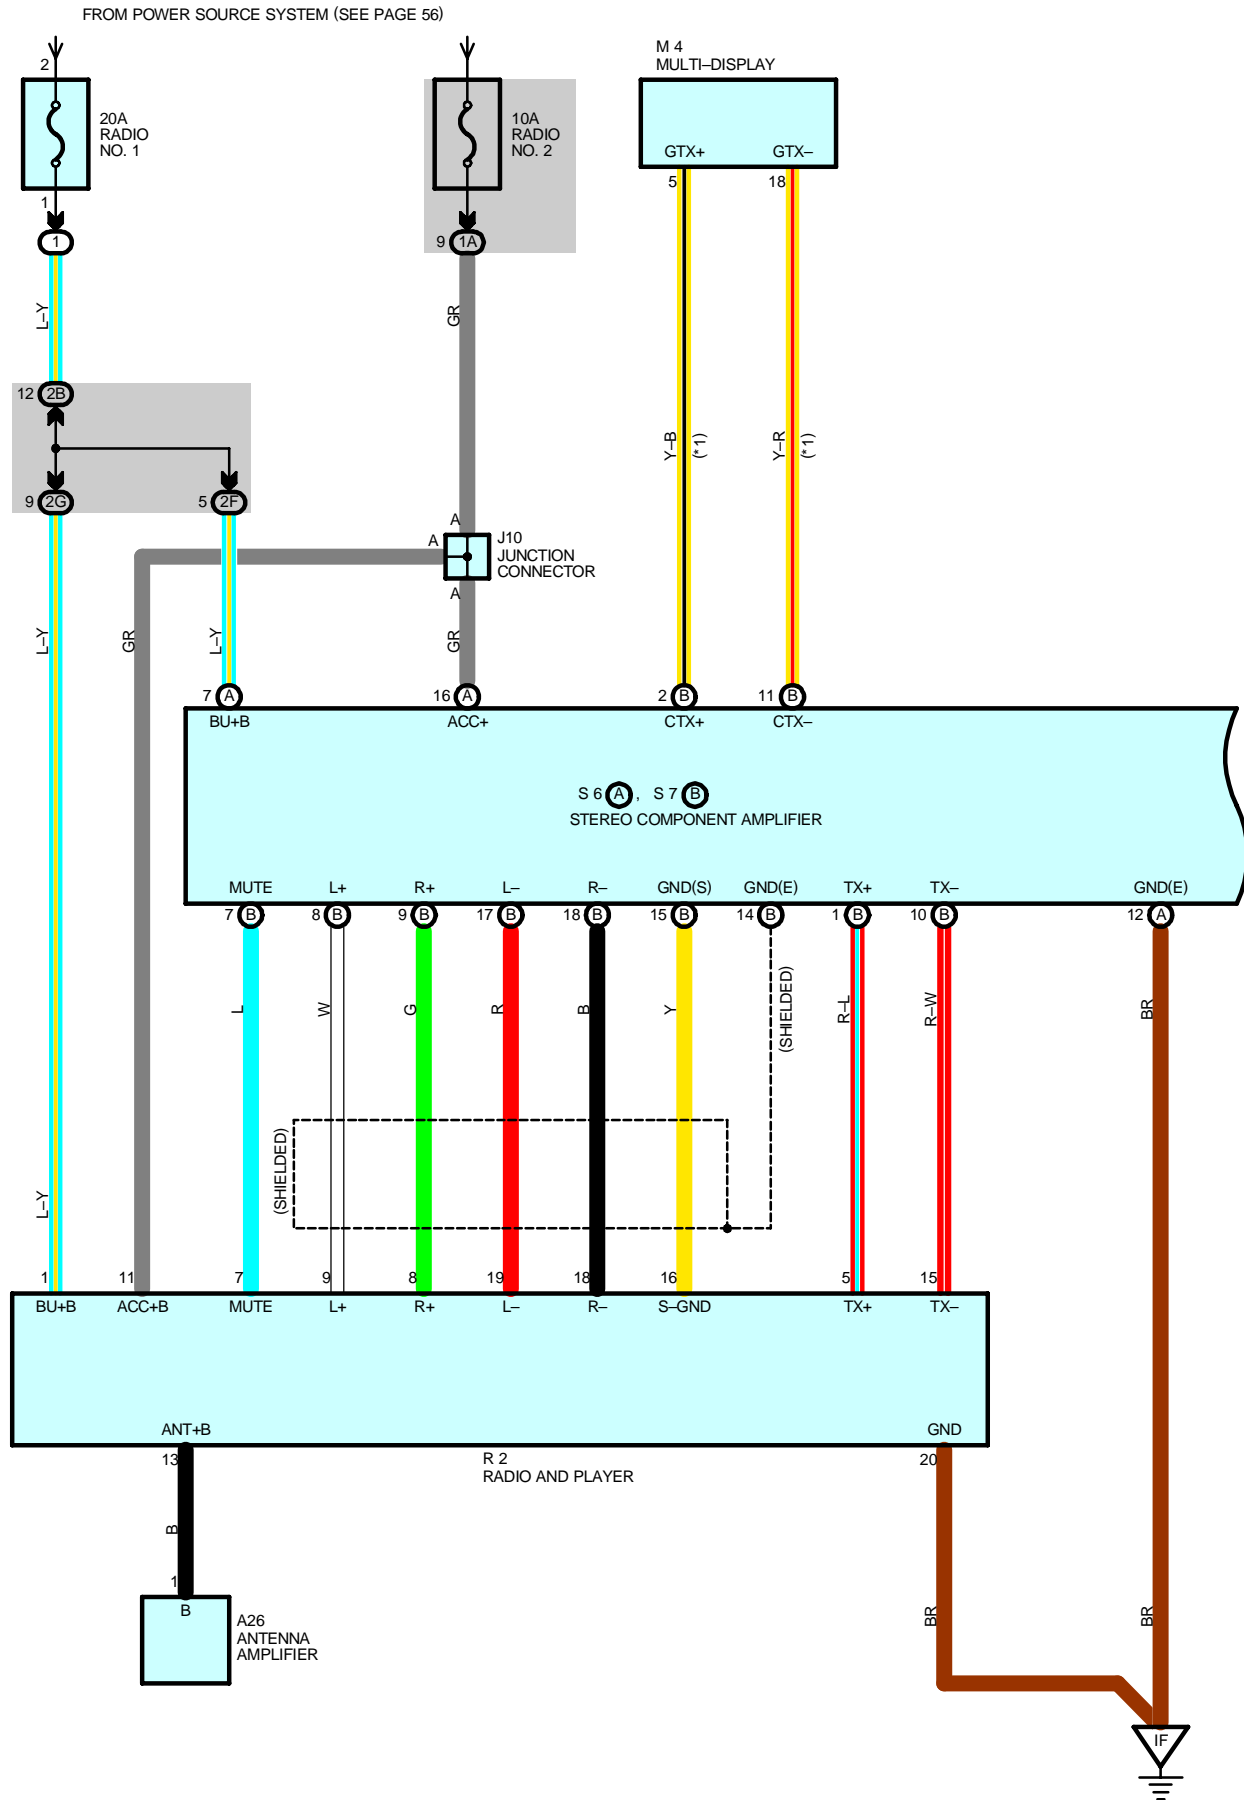 FROM POWER SOURCE SYSTEM (SEE PAGE 56)
2
20A
RADIO
NO. 1
1
1
10A
RADIO
NO. 2
9 1A
M 4
MULTI–DISPLAY
GTX+ GTX–
5 18
L–Y
GR
12 2B
9 2G
5 2F
Y–B
(*1)
Y–R
(*1)
A
A
J10
JUNCTION
CONNECTOR
A
L–Y
GR
L–Y
GR
7 A 16 A 2 B 11 B
BU+B ACC+ CTX+ CTX–
S 6 A , S 7 B
STEREO COMPONENT AMPLIFIER
MUTE L+ R+ L– R– GND(S) GND(E) TX+ TX– GND(E)
7 B 8 B 9 B 17 B 18 B 15 B 14 B 1 B 10 B 12 A
L
W
G
R
B
Y
(SHIELDED)
R–L
R–W
BR
(SHIELDED)
L–Y
1 11 7 9 8 19 18 16 5 15
BU+B ACC+B MUTE L+ R+ L– R– S–GND TX+ TX–
ANT+B GND
13 20
R 2
RADIO AND PLAYER
B
1
B
A26
ANTENNA
AMPLIFIER
BR
BR
IF